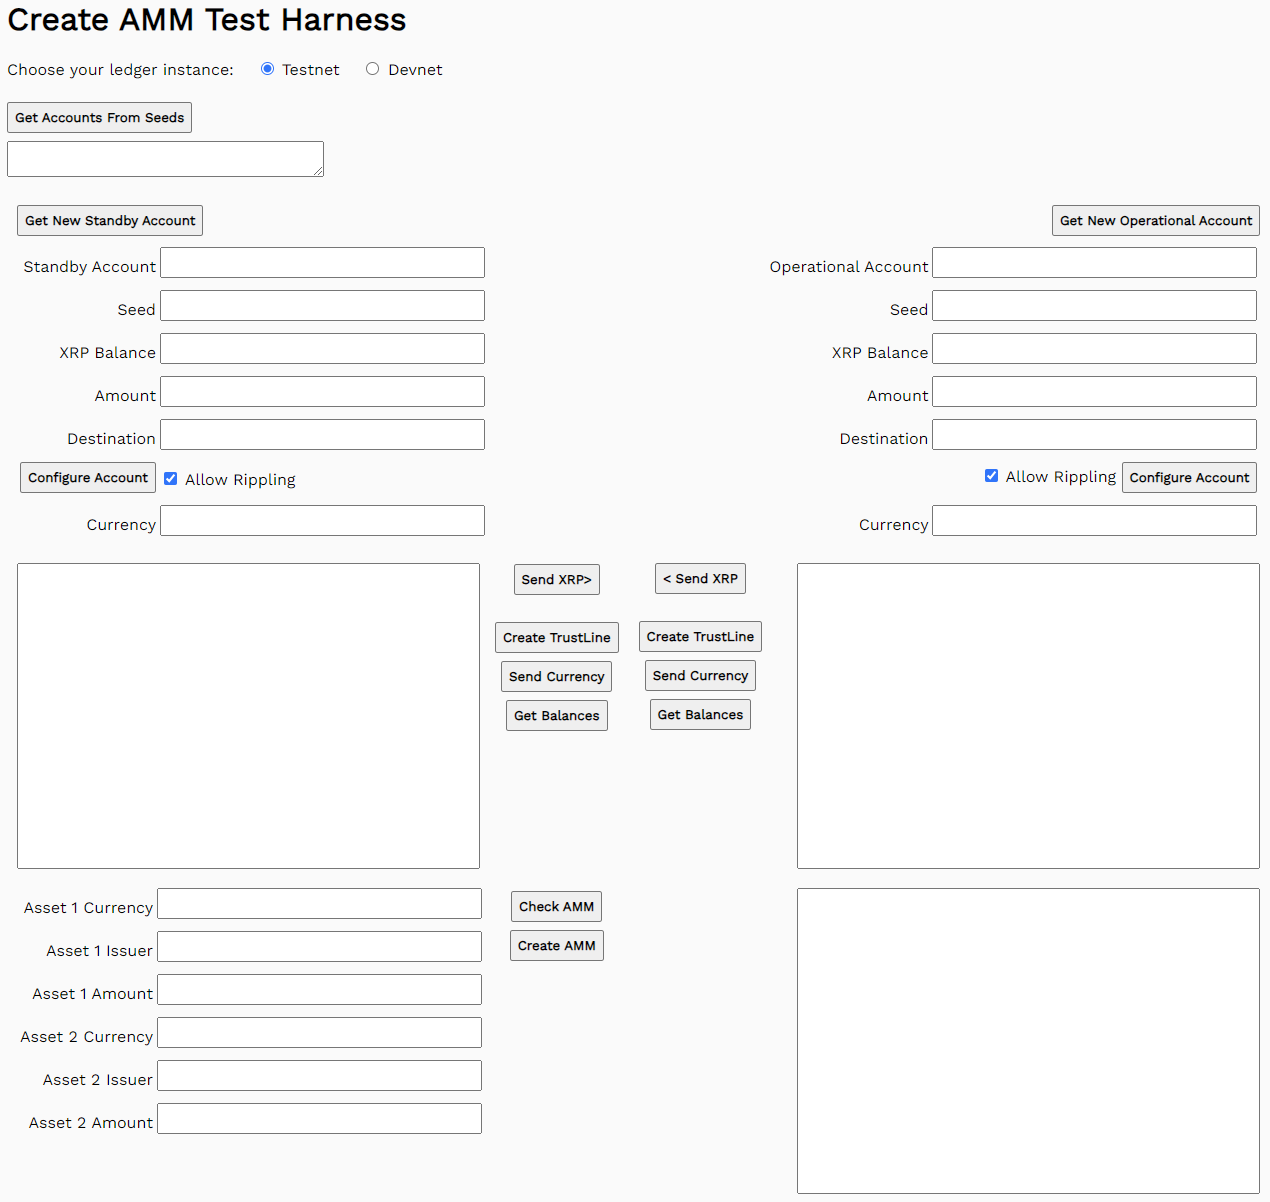 Create AMM Test Harness
Choose your ledger instance: Testnet Devnet
Get Accounts From Seeds
Get New Standby Account
Get New Operational Account
Standby Account
Operational Account
Seed
Seed
XRP Balance
XRP Balance
Amount
Amount
Destination
Destination
Configure Account Allow Rippling
Allow Rippling Configure Account
Currency
Currency
Send XRP>
< Send XRP
Create TrustLine
Create TrustLine
Send Currency
Send Currency
Get Balances
Get Balances
Asset 1 Currency
Check AMM
Asset 1 Issuer
Create AMM
Asset 1 Amount
Asset 2 Currency
Asset 2 Issuer
Asset 2 Amount